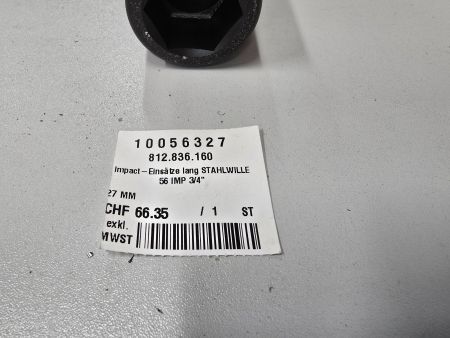 10056327
812.836.160
Impact-Einsätze lang STAHLWILLE
56 IMP 3/4"
27 MM
CHF 66.35 / 1 ST
exkl.
MWST